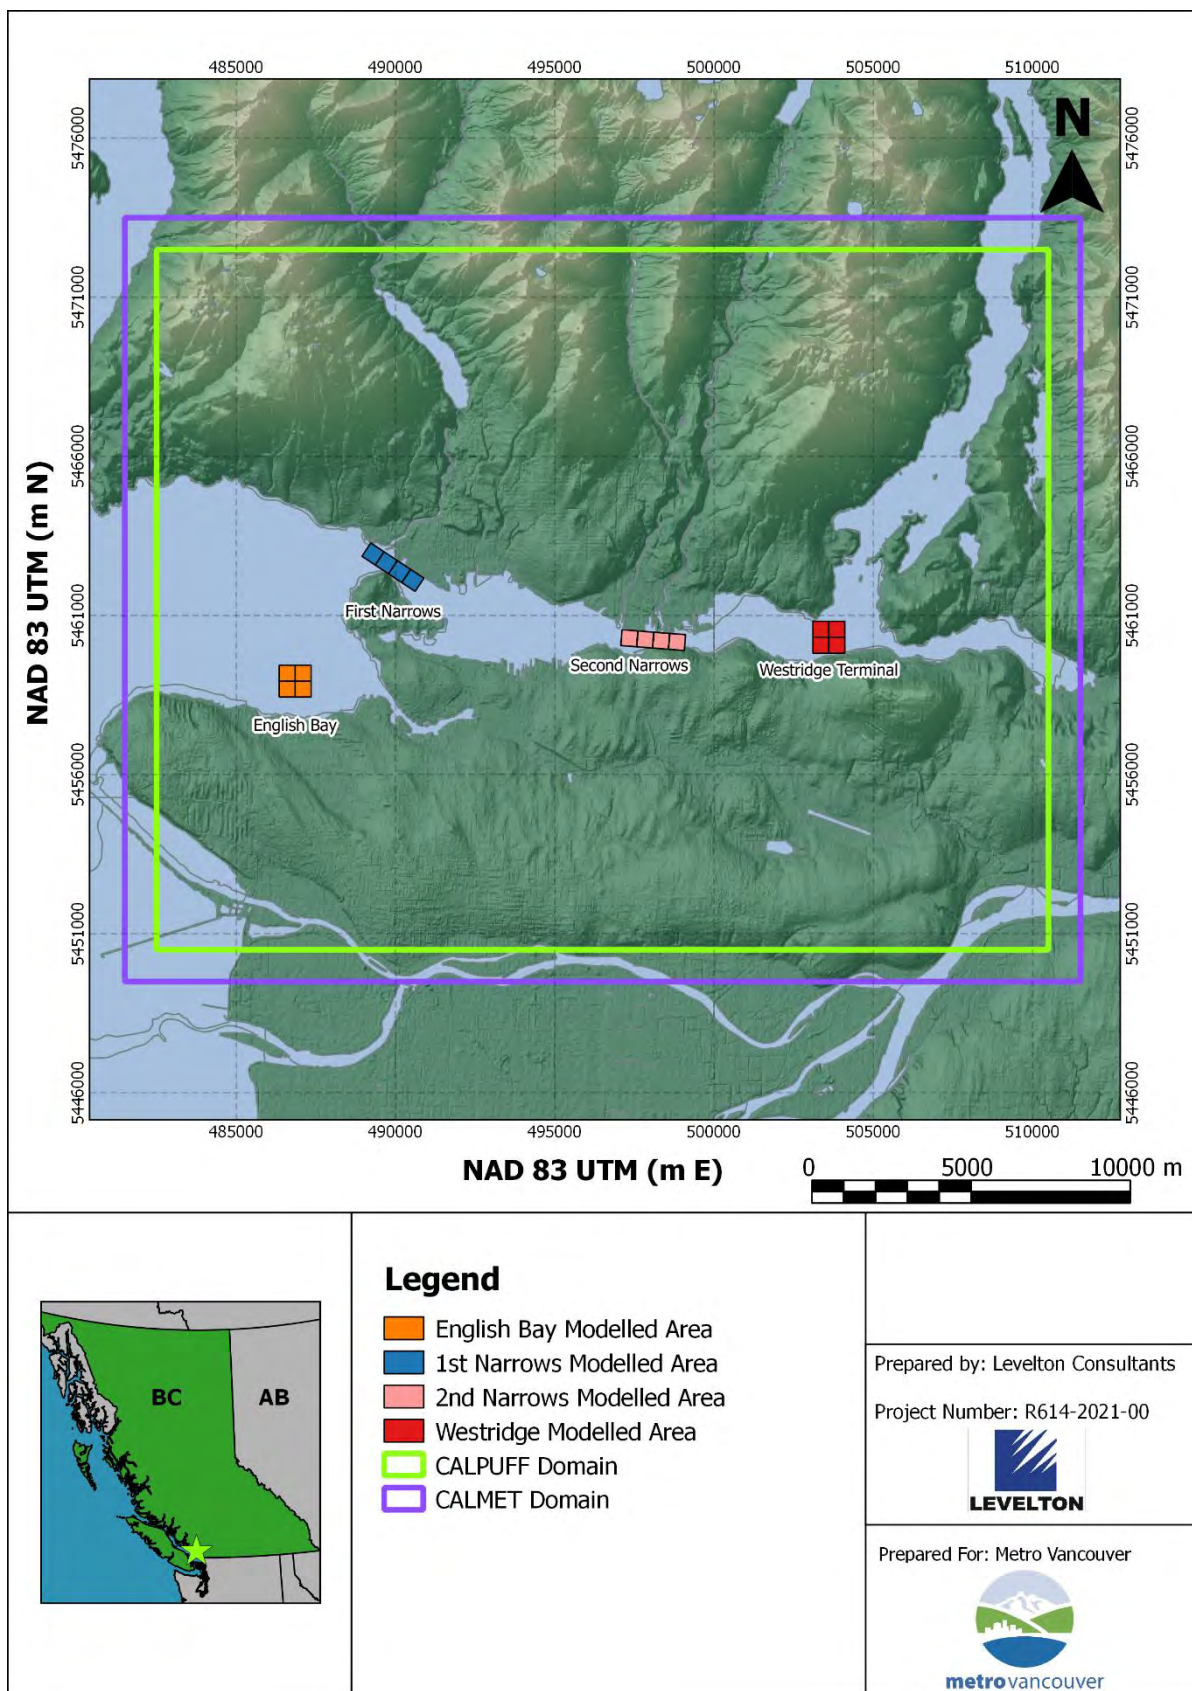 485000 490000 495000 500000 505000 510000
N
5476000 5476000
5471000 5471000
5466000 5466000
5461000 5461000
5456000 5456000
5451000 5451000
5446000 5446000
NAD 83 UTM (m N)
First Narrows
Second Narrows
Westridge Terminal
English Bay
485000 490000 495000 500000 505000 510000
NAD 83 UTM (m E)
0 5000 10000 m
BC AB
Legend
English Bay Modelled Area
1st Narrows Modelled Area
2nd Narrows Modelled Area
Westridge Modelled Area
CALPUFF Domain
CALMET Domain
Prepared by: Levelton Consultants
Project Number: R614-2021-00
LEVELTON
Prepared For: Metro Vancouver
metrovancouver